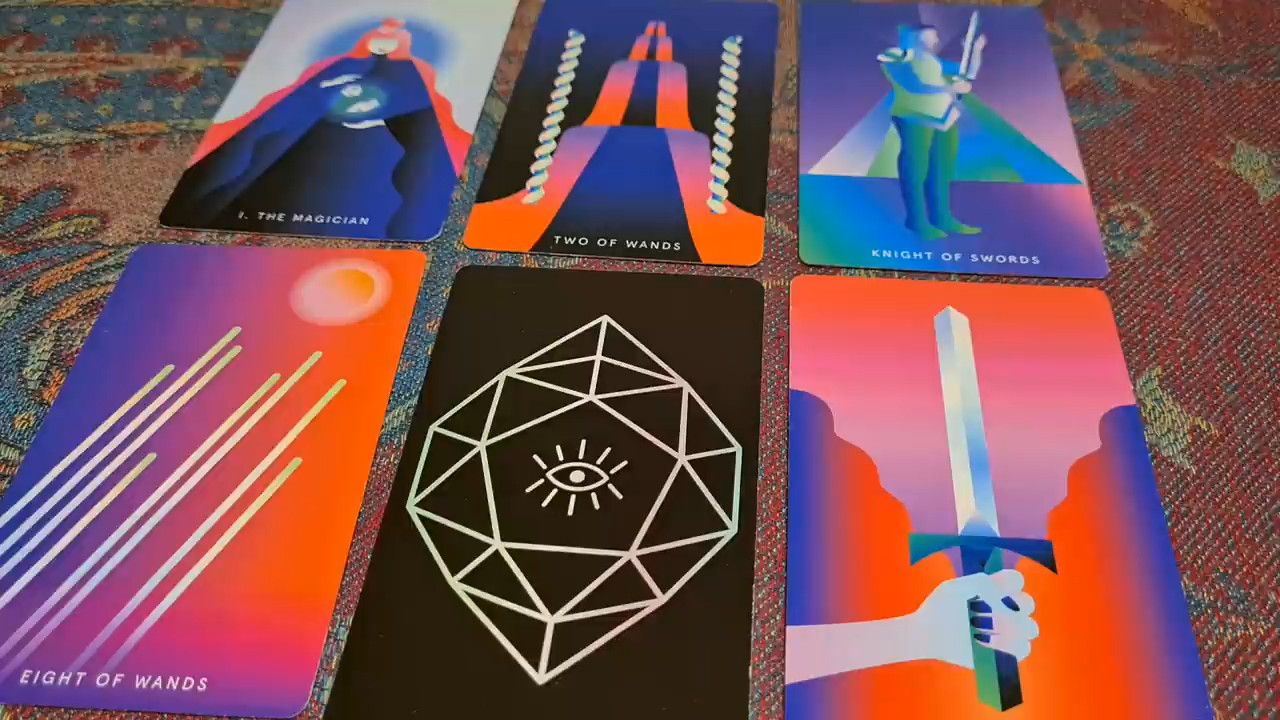 I. THE MAGICIAN
TWO OF WANDS
KNIGHT OF SWORDS
EIGHT OF WANDS